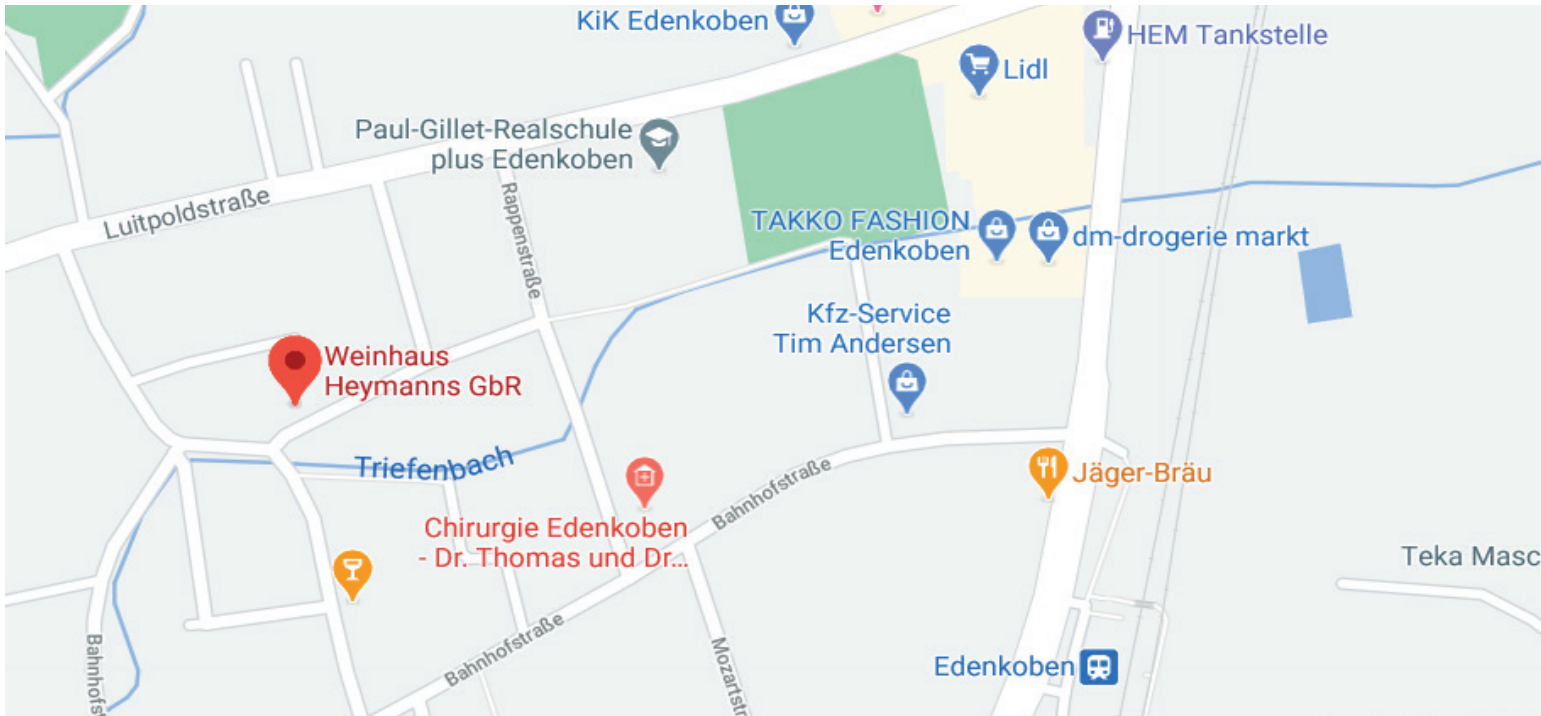 KiK Edenkoben
HEM Tankstelle
Lidl
Paul-Gillet-Realschule
plus Edenkoben
Luitpoldstraße
Rappenstraße
TAKKO FASHION
Edenkoben
dm-drogerie markt
Kfz-Service
Tim Andersen
Weinhaus
Heymanns GbR
Triefenbach
Jäger-Bräu
Bahnhofstraße
Chirurgie Edenkoben
- Dr. Thomas und Dr...
Teka Masc
Bahnhofstraße
Bahnhofs
Mozartstr
Edenkoben